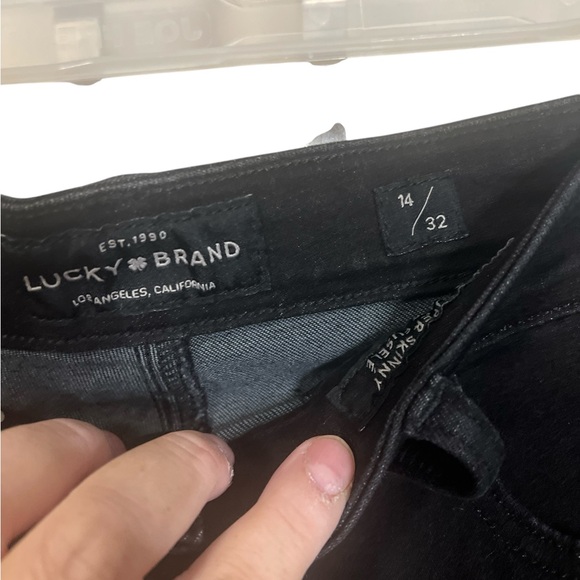 EST. 1990
LUCKY BRAND
LOS ANGELES, CALIFORNIA
14/32
SKINNY